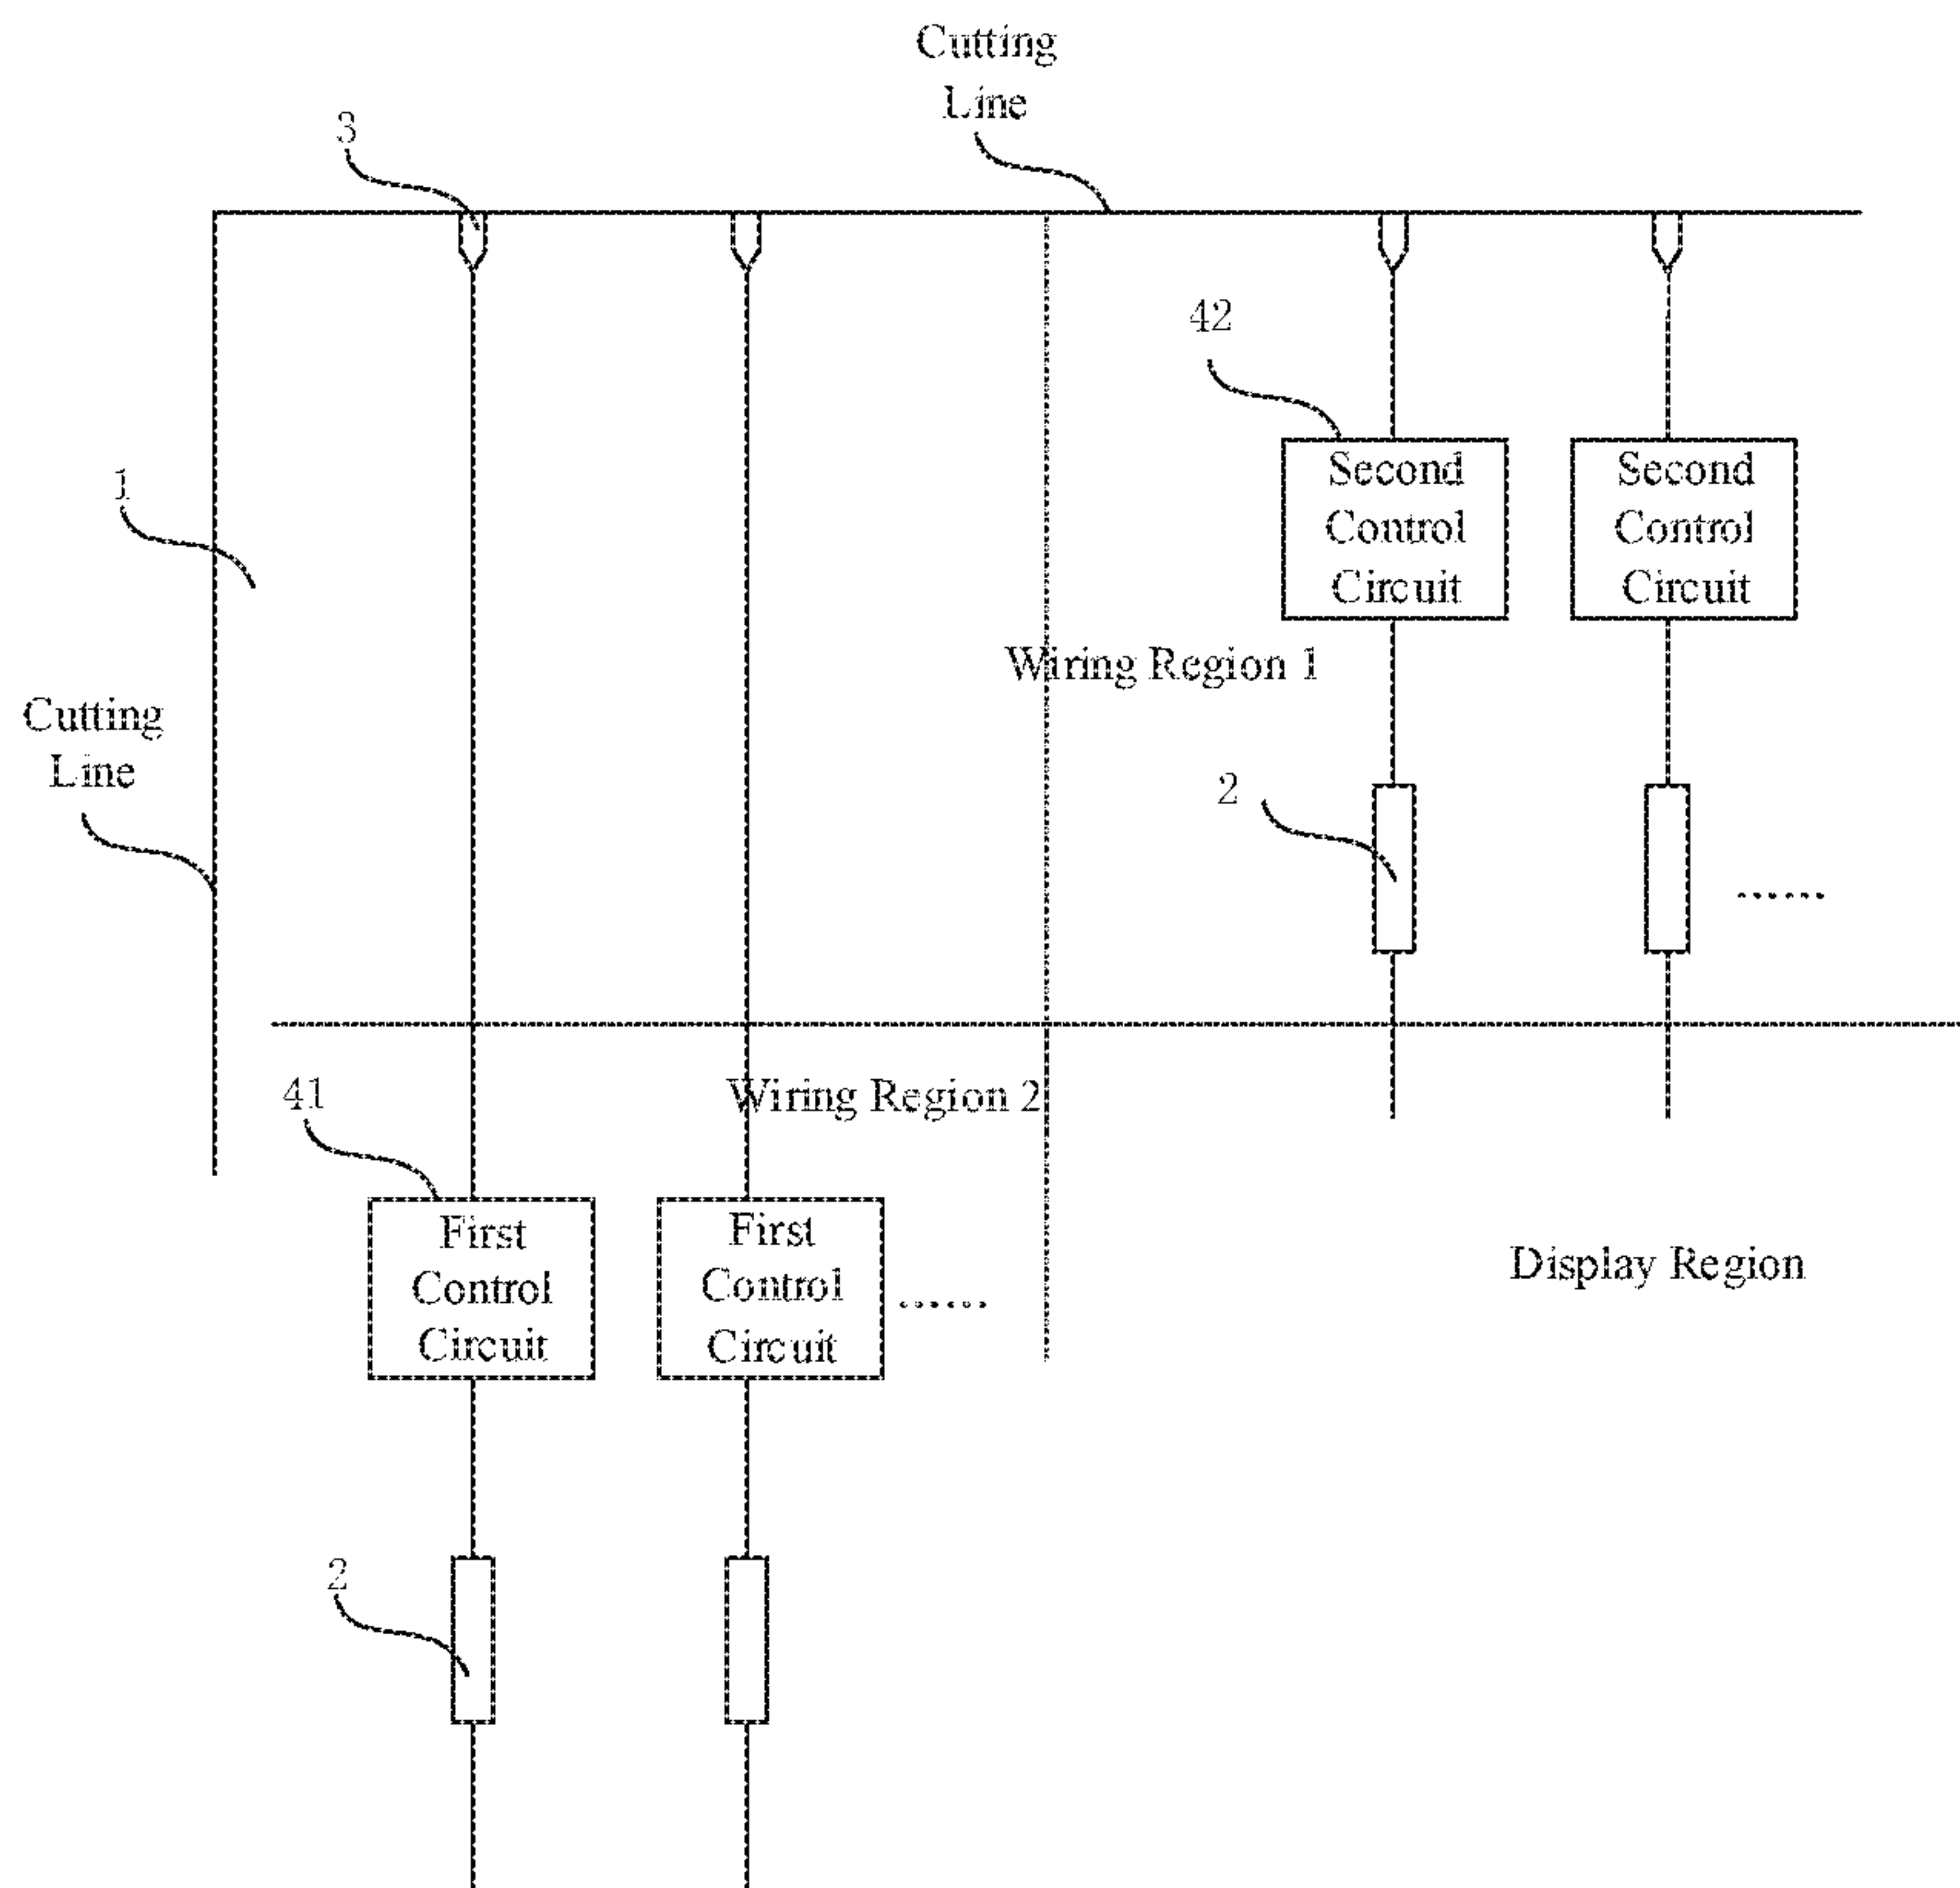 Cutting
Line
3
42
Second
Control
Circuit
Second
Control
Circuit
1
Wiring Region 1
Cutting
Line
2
......
41
Wiring Region 2
First
Control
Circuit
First
Control
Circuit
......
Display Region
2